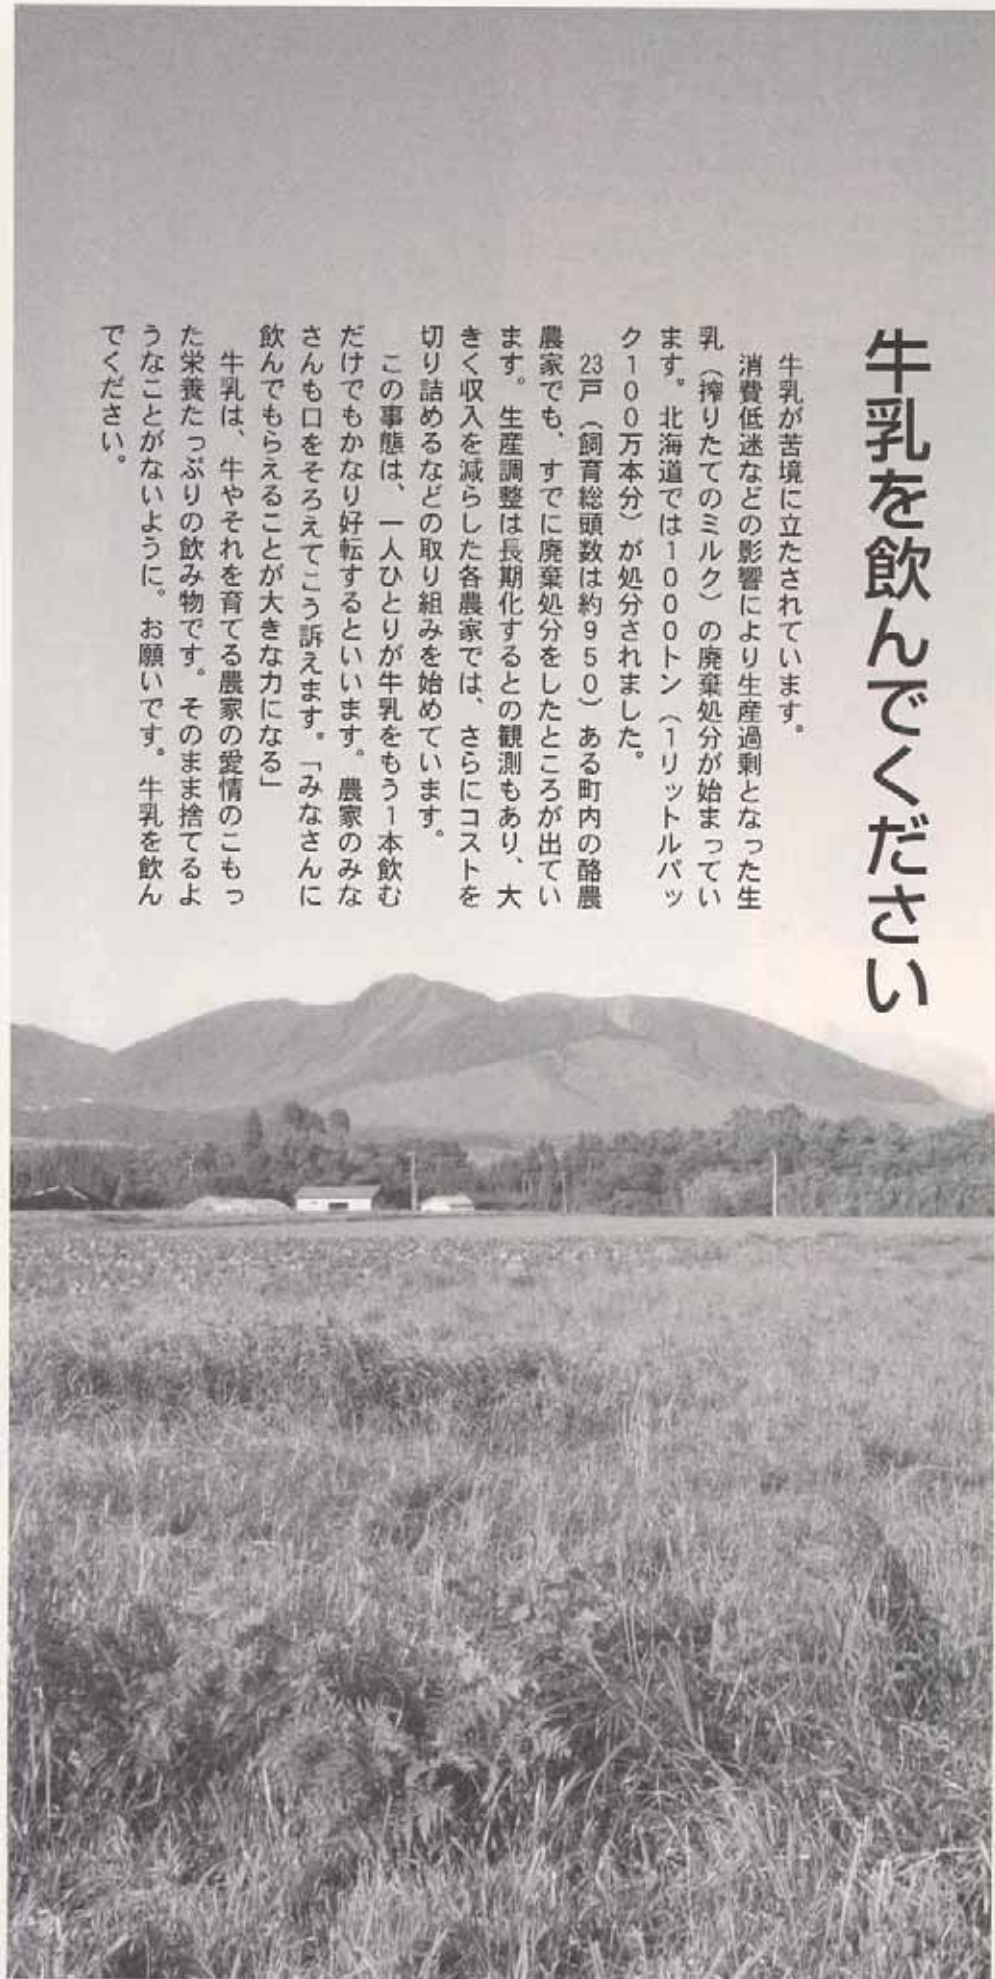 牛乳を飲んでください
牛乳が苦境に立たされています。
消費低迷などの影響により生産過剰となった生
乳（搾りたてのミルク）の廃棄処分が始まってい
ます。北海道では1000トン（1リットルパッ
ク100万本分）が処分されました。
23戸（飼育総頭数は約950）ある町内の酪農
農家でも、すでに廃棄処分をしたところが出てい
ます。生産調整は長期化するとの観測もあり、大
きく収入を減らした各農家では、さらにコストを
切り詰めるなどの取り組みを始めています。
この事態は、一人ひとりが牛乳をもう1本飲む
だけでもかなり好転するといいます。農家のみな
さんも口をそろえてこう訴えます。「みなさんに
飲んでもらえることが大きな力になる」
牛乳は、牛やそれを育てる農家の愛情のこもっ
た栄養たっぷりの飲み物です。そのまま捨てるよ
うなことがないように。お願いです。牛乳を飲ん
でください。